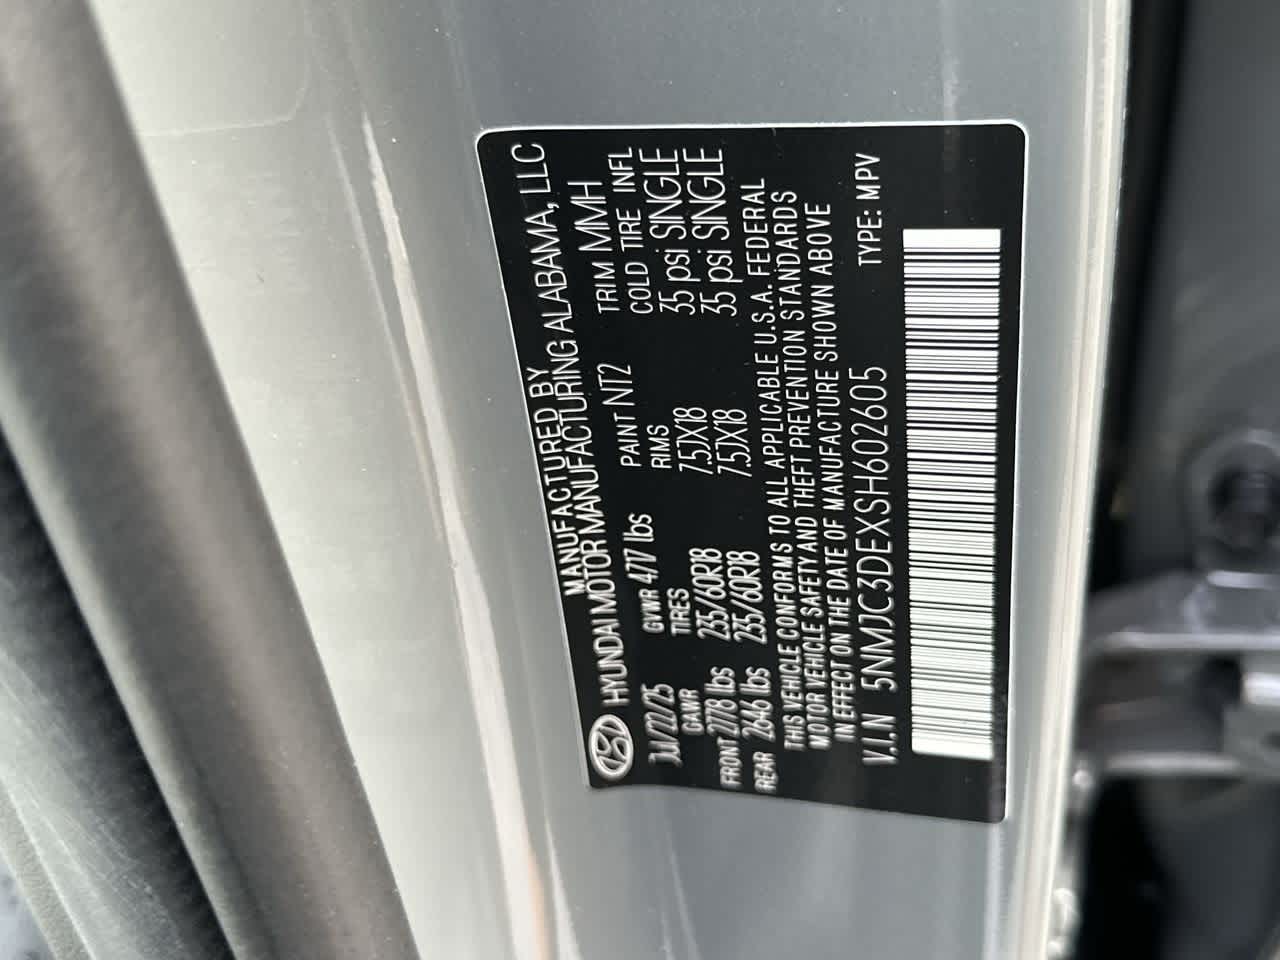 MANUFACTURED BY
HYUNDAI MOTOR MANUFACTURING ALABAMA, LLC
JUL/22/25 GVWR 4717 lbs PAINT NT2 TRIM MMH
GAWR TIRES RIMS COLD TIRE INFL
FRONT 2778 lbs 235/60R18 7.5JX18 35 psi SINGLE
REAR 2646 lbs 235/60R18 7.5JX18 35 psi SINGLE
THIS VEHICLE CONFORMS TO ALL APPLICABLE U.S.A. FEDERAL
MOTOR VEHICLE SAFETY AND THEFT PREVENTION STANDARDS
IN EFFECT ON THE DATE OF MANUFACTURE SHOWN ABOVE
V.I.N 5NMJC3DEXSH602605 TYPE: MPV